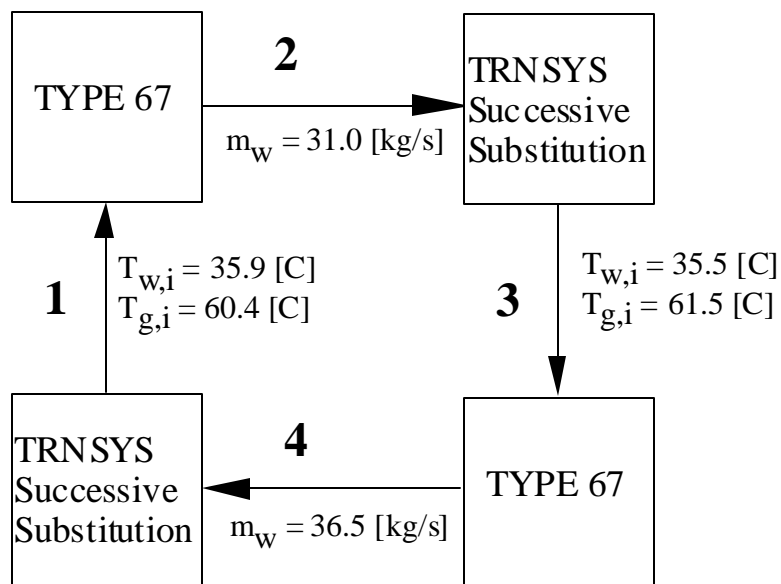 TYPE 67
2
m_w = 31.0 [kg/s]
TRNSYS
Successive
Substitution
1
T_w,i = 35.9 [C]
T_g,i = 60.4 [C]
3
T_w,i = 35.5 [C]
T_g,i = 61.5 [C]
TRNSYS
Successive
Substitution
4
m_w = 36.5 [kg/s]
TYPE 67